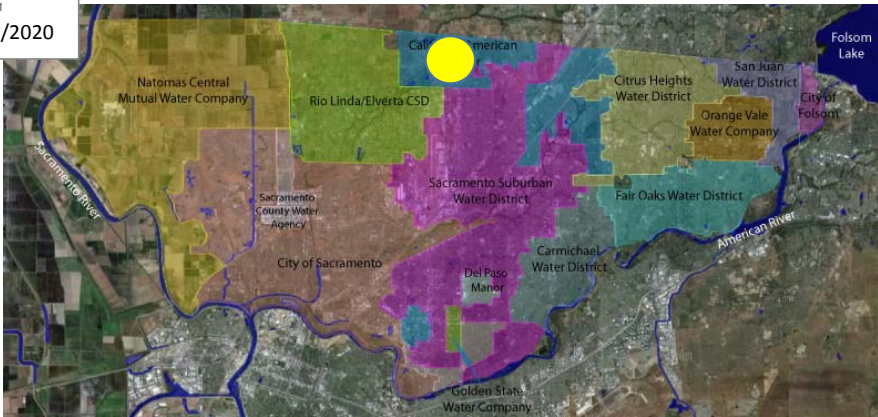 /2020
Folsom
Lake
Natomas Central
Mutual Water Company
Rio Linda/Elverta CSD
American
Citrus Heights
Water District
San Juan
Water District
City of
Folsom
Orange Vale
Water Company
Sacramento River
Sacramento Suburban
Water District
Fair Oaks Water District
Sacramento
County Water
Agency
American River
City of Sacramento
Carmichael
Water District
Del Paso
Manor
Golden State
Water Company